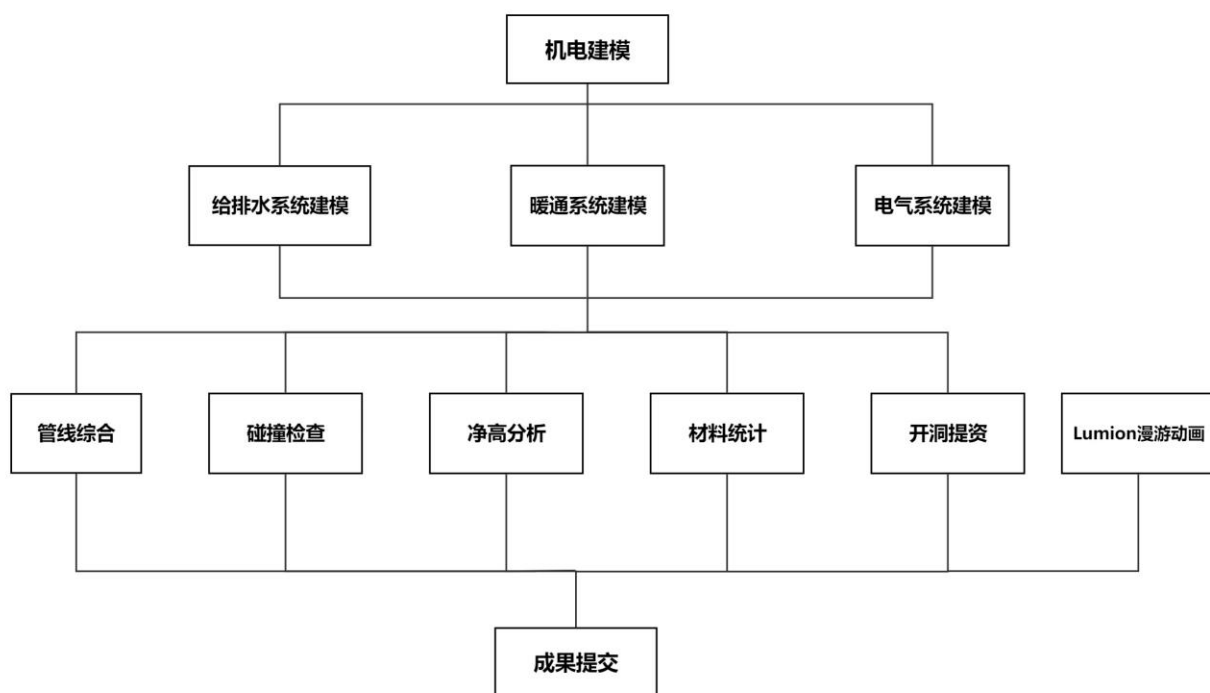 机电建模
给排水系统建模
暖通系统建模
电气系统建模
管线综合
碰撞检查
净高分析
材料统计
开洞提资
Lumion漫游动画
成果提交